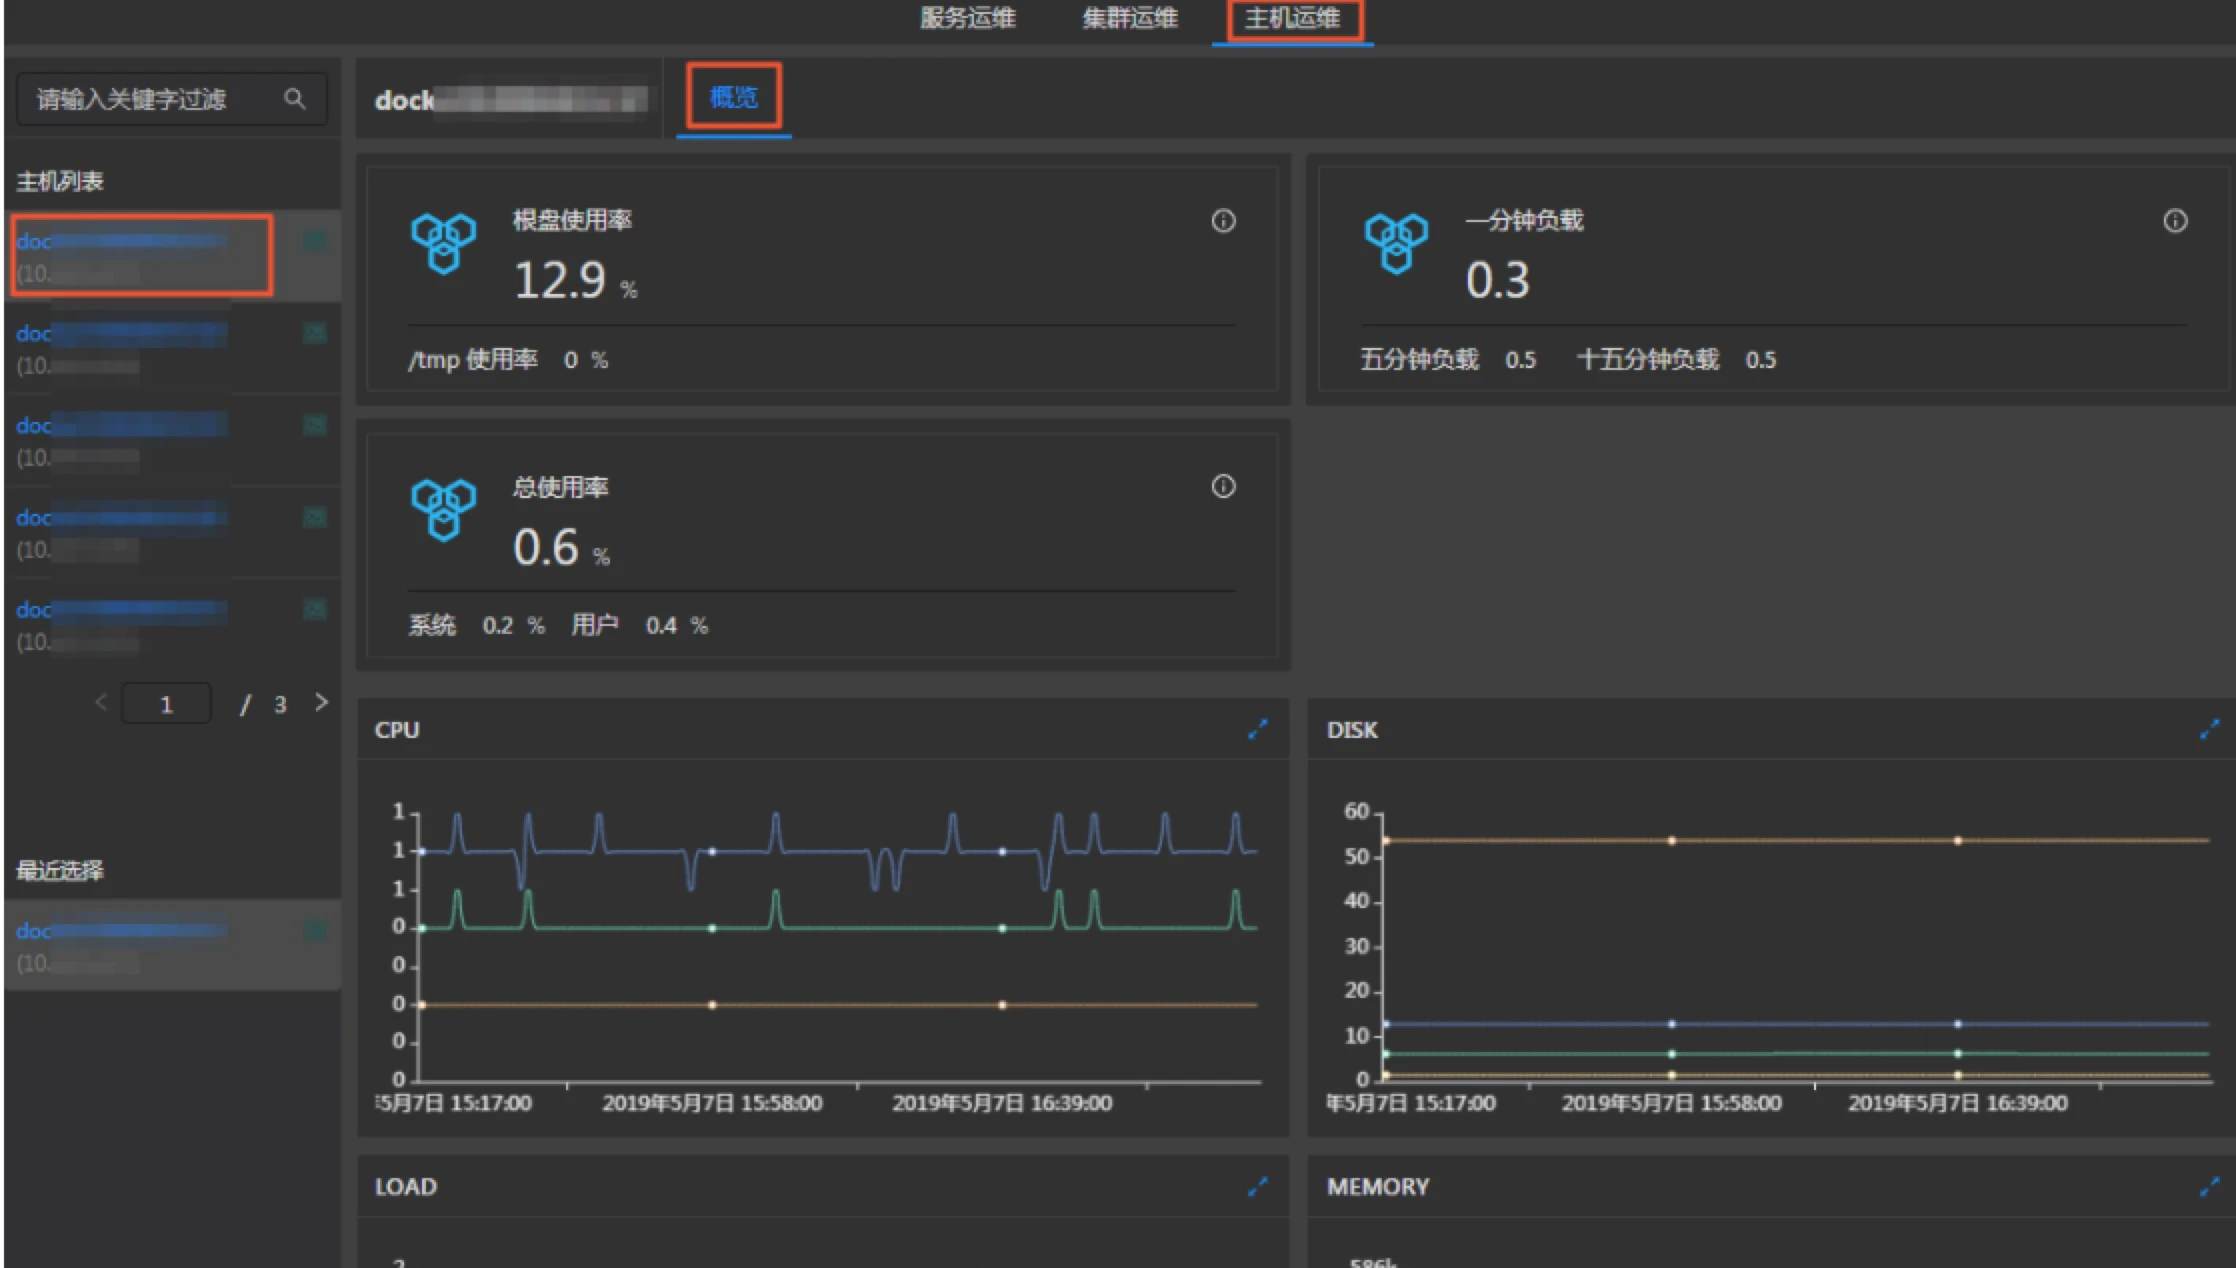 服务运维 集群运维 主机运维
请输入关键字过滤
dock
概览
主机列表
doc
(10.
doc
(10.
doc
(10.
doc
(10.
doc
(10.
1 / 3
最近选择
doc
(10.
根盘使用率
12.9 %
/tmp 使用率 0 %
一分钟负载
0.3
五分钟负载 0.5 十五分钟负载 0.5
总使用率
0.6 %
系统 0.2 % 用户 0.4 %
CPU
1
1
1
0
0
0
0
0
5月7日 15:17:00 2019年5月7日 15:58:00 2019年5月7日 16:39:00
DISK
60
50
40
30
20
10
0
年5月7日 15:17:00 2019年5月7日 15:58:00 2019年5月7日 16:39:00
LOAD
2
MEMORY
586k